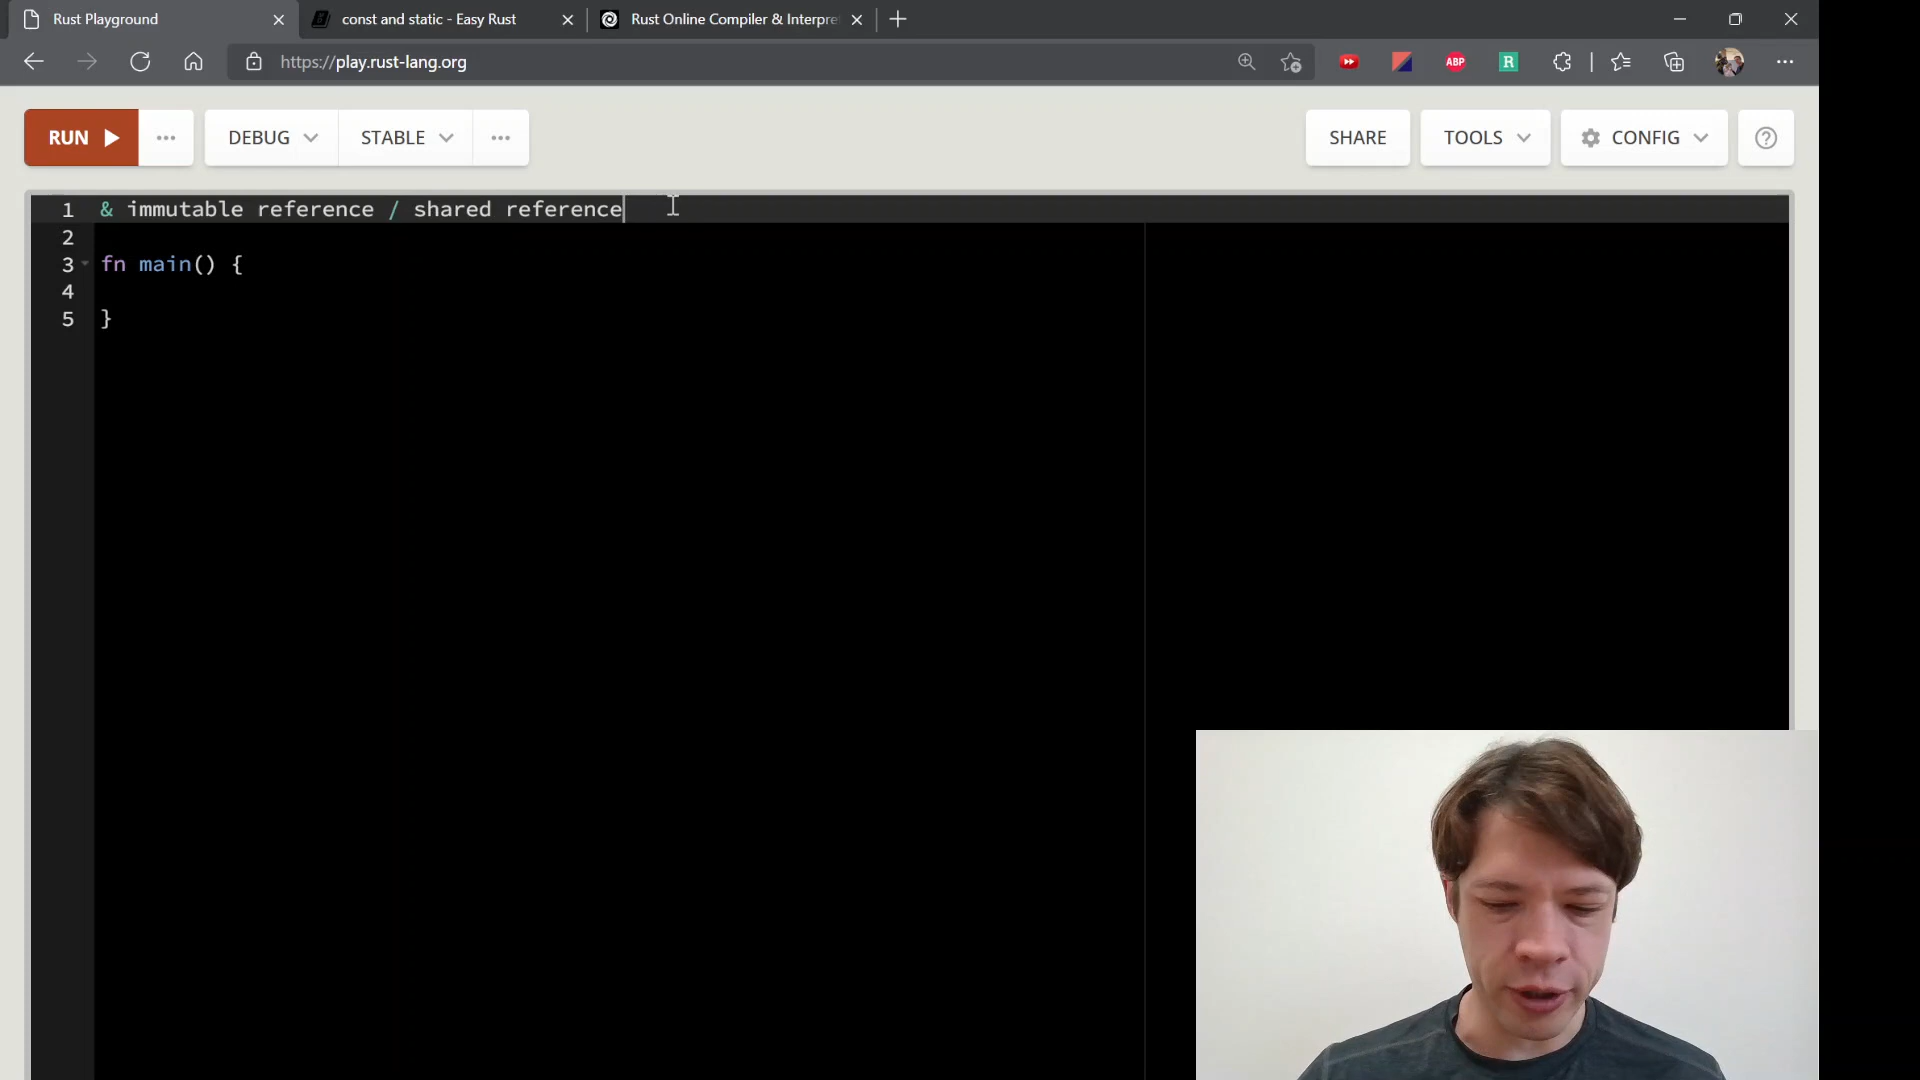 Rust Playground
const and static - Easy Rust
Rust Online Compiler & Interpre
https://play.rust-lang.org
ABP
R
RUN
DEBUG
STABLE
SHARE
TOOLS
CONFIG
1 & immutable reference / shared reference
2
3 fn main() {
4
5 }